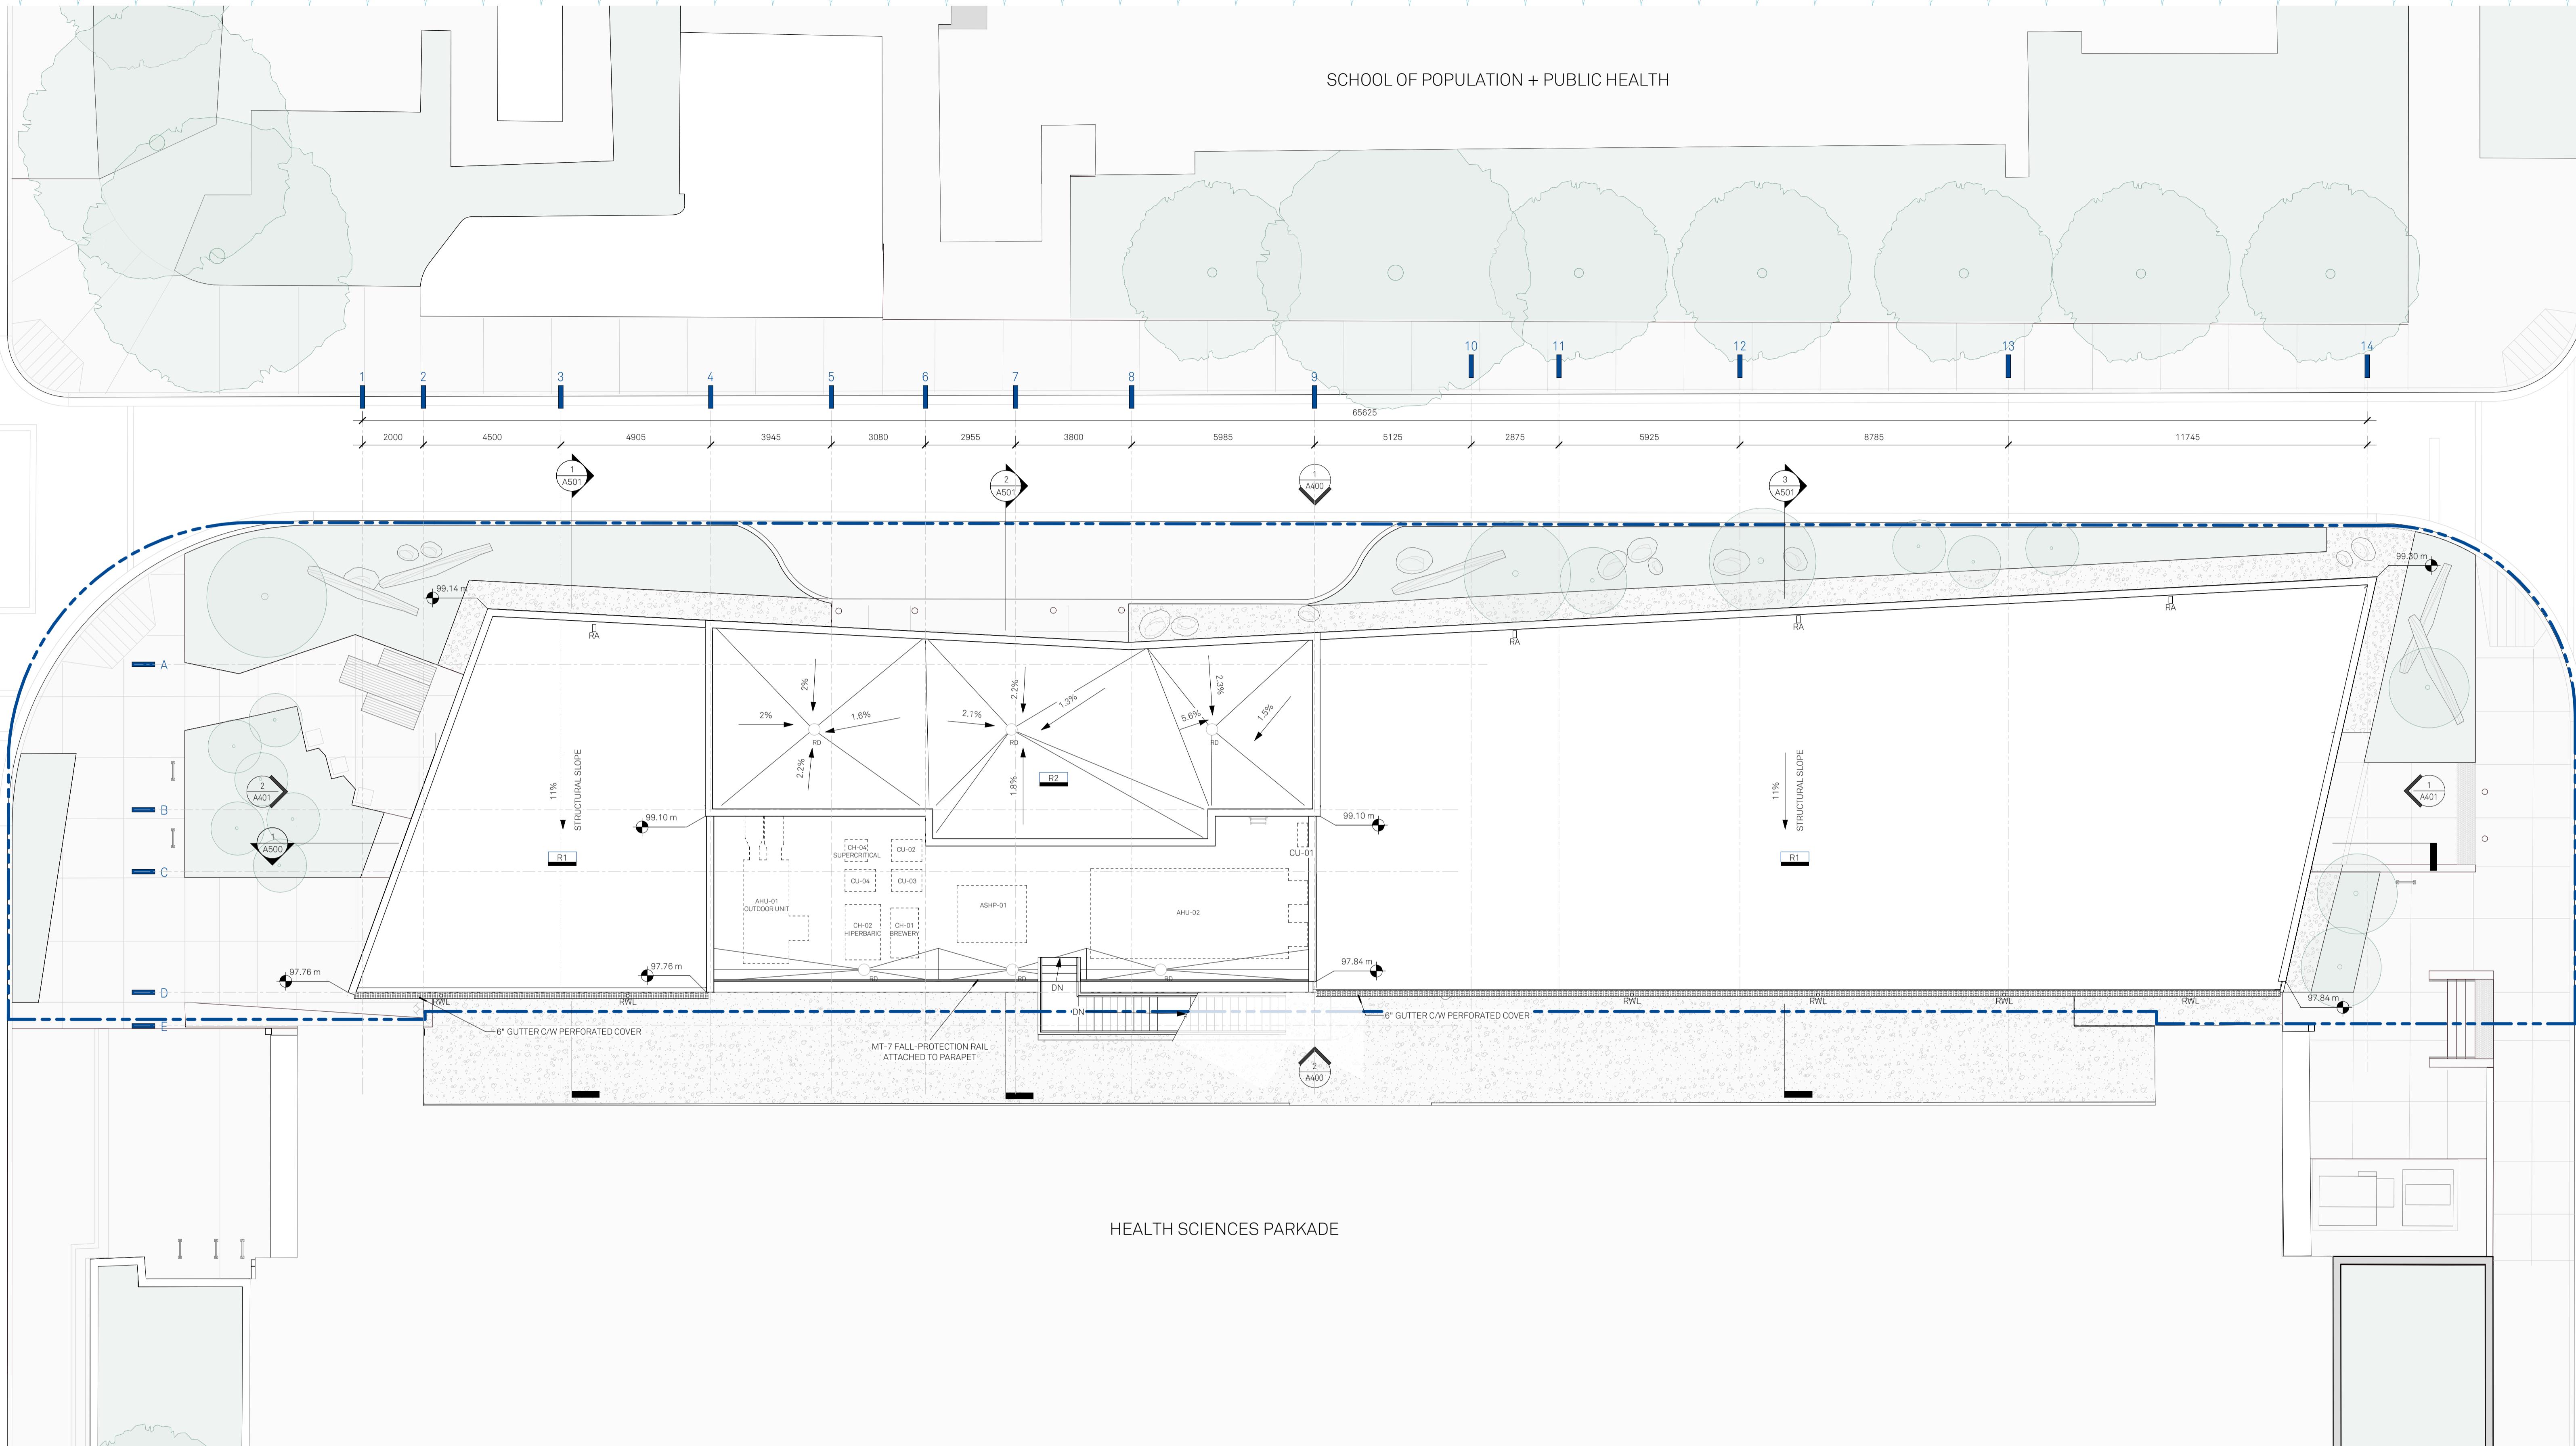 SCHOOL OF POPULATION + PUBLIC HEALTH
10 11 12 13 14
1 2 3 4 5 6 7 8 9
65625
2000 4500 4905 3945 3080 2955 3800 5985 5125 2875 5925 8785 11745
1
A501
2
A501
1
A400
3
A501
99.30 m
99.14 m
RA
RA
RA
RA
A
2%
2.2%
1.3%
2.3%
2%
1.6%
2.1%
5.6%
1.5%
RD
RD
RD
2.2%
1.8%
R2
11%
STRUCTURAL SLOPE
11%
STRUCTURAL SLOPE
2
A401
1
A401
B
99.10 m
99.10 m
1
A500
CH-04
SUPERCRITICAL
CU-02
CU-01
R1
R1
C
CU-04
CU-03
AHU-01
OUTDOOR UNIT
ASHP-01
AHU-02
CH-02
HIPERBARIC
CH-01
BREWERY
97.76 m
97.76 m
97.84 m
RD
RD
RD
DN
D
RWL
RWL
RWL
RWL
RWL
RWL
97.84 m
DN
E
6" GUTTER C/W PERFORATED COVER
6" GUTTER C/W PERFORATED COVER
MT-7 FALL-PROTECTION RAIL
ATTACHED TO PARAPET
2
A400
HEALTH SCIENCES PARKADE